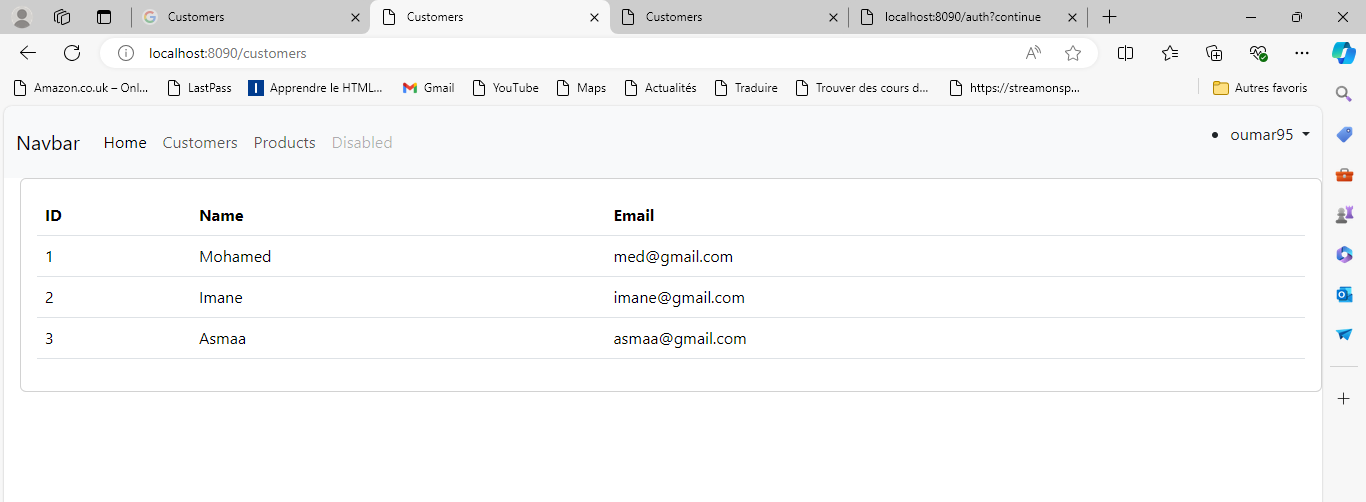 Customers
Customers
Customers
localhost:8090/auth?continue
localhost:8090/customers
Amazon.co.uk – Onl...
LastPass
Apprendre le HTML...
Gmail
YouTube
Maps
Actualités
Traduire
Trouver des cours d...
https://streamonsp...
Autres favoris
Navbar
Home
Customers
Products
Disabled
oumar95
ID Name Email
1 Mohamed med@gmail.com
2 Imane imane@gmail.com
3 Asmaa asmaa@gmail.com